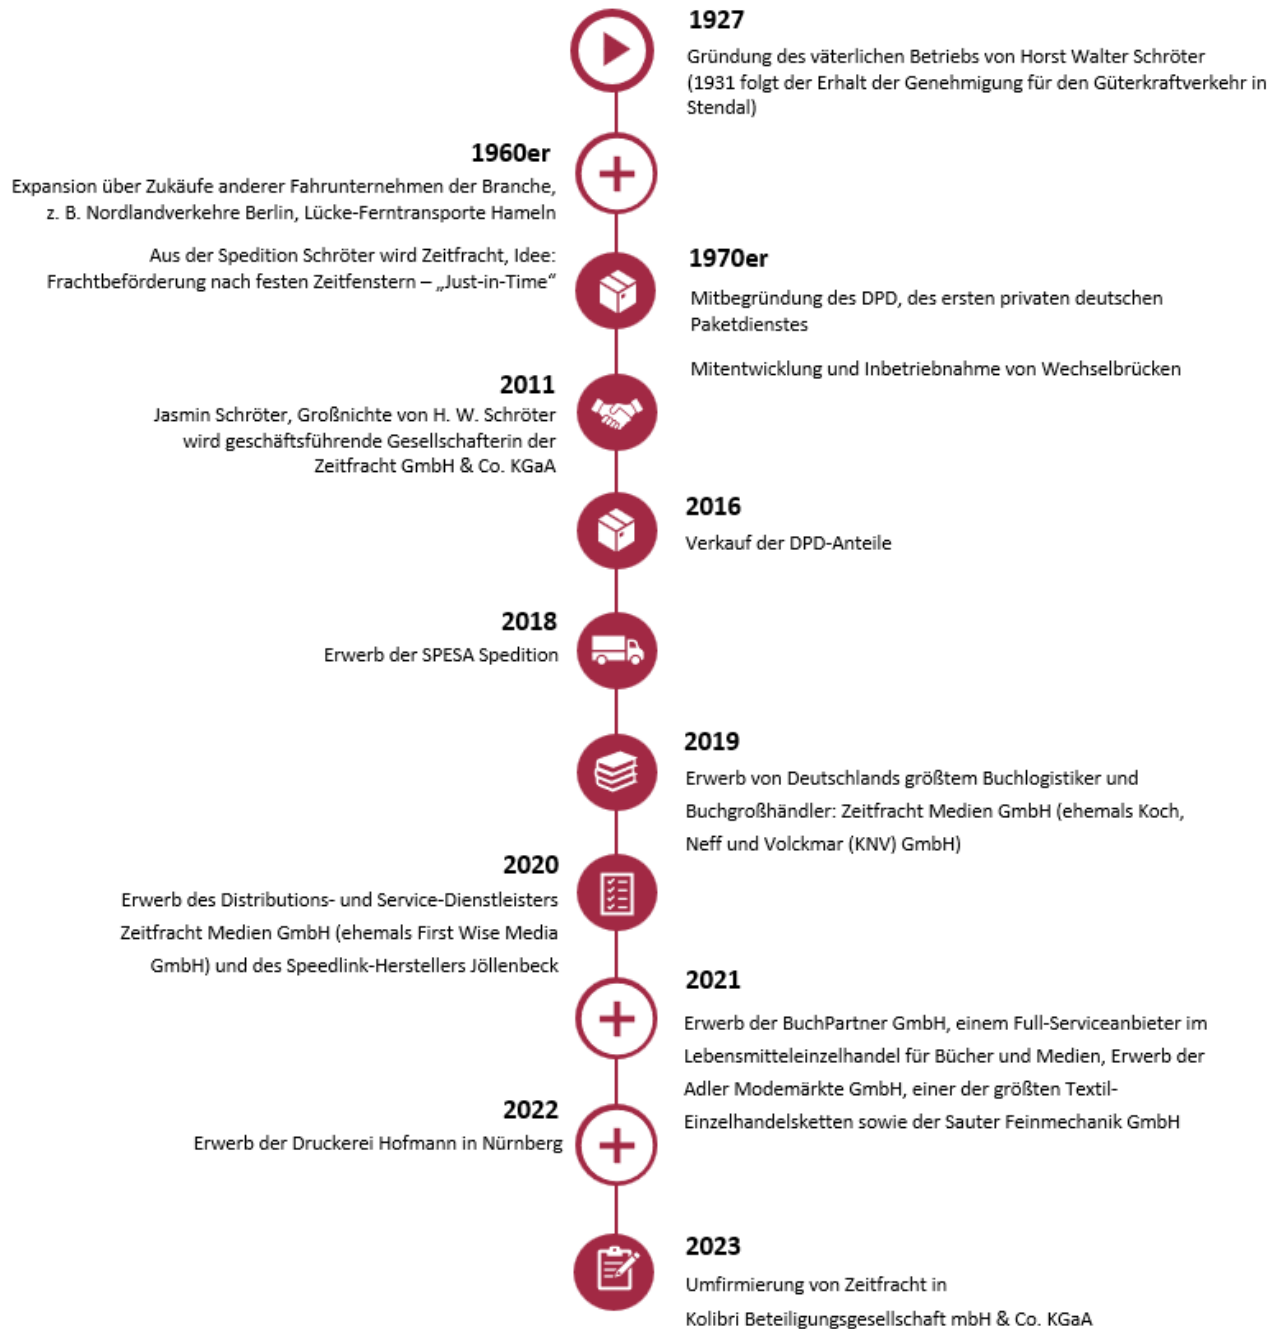 1927
Gründung des väterlichen Betriebs von Horst Walter Schröter
(1931 folgt der Erhalt der Genehmigung für den Güterkraftverkehr in
Stendal)
1960er
Expansion über Zukäufe anderer Fahrunternehmen der Branche,
z. B. Nordlandverkehre Berlin, Lücke-Ferntransporte Hameln
Aus der Spedition Schröter wird Zeitfracht, Idee:
Frachtbeförderung nach festen Zeitfenstern – „Just-in-Time“
1970er
Mitbegründung des DPD, des ersten privaten deutschen
Paketdienstes
Mitentwicklung und Inbetriebnahme von Wechselbrücken
2011
Jasmin Schröter, Großnichte von H. W. Schröter
wird geschäftsführende Gesellschafterin der
Zeitfracht GmbH & Co. KGaA
2016
Verkauf der DPD-Anteile
2018
Erwerb der SPESA Spedition
2019
Erwerb von Deutschlands größtem Buchlogistiker und
Buchgroßhändler: Zeitfracht Medien GmbH (ehemals Koch,
Neff und Volckmar (KNV) GmbH)
2020
Erwerb des Distributions- und Service-Dienstleisters
Zeitfracht Medien GmbH (ehemals First Wise Media
GmbH) und des Speedlink-Herstellers Jöllenbeck
2021
Erwerb der BuchPartner GmbH, einem Full-Serviceanbieter im
Lebensmitteleinzelhandel für Bücher und Medien, Erwerb der
Adler Modemärkte GmbH, einer der größten Textil-
Einzelhandelsketten sowie der Sauter Feinmechanik GmbH
2022
Erwerb der Druckerei Hofmann in Nürnberg
2023
Umfirmierung von Zeitfracht in
Kolibri Beteiligungsgesellschaft mbH & Co. KGaA